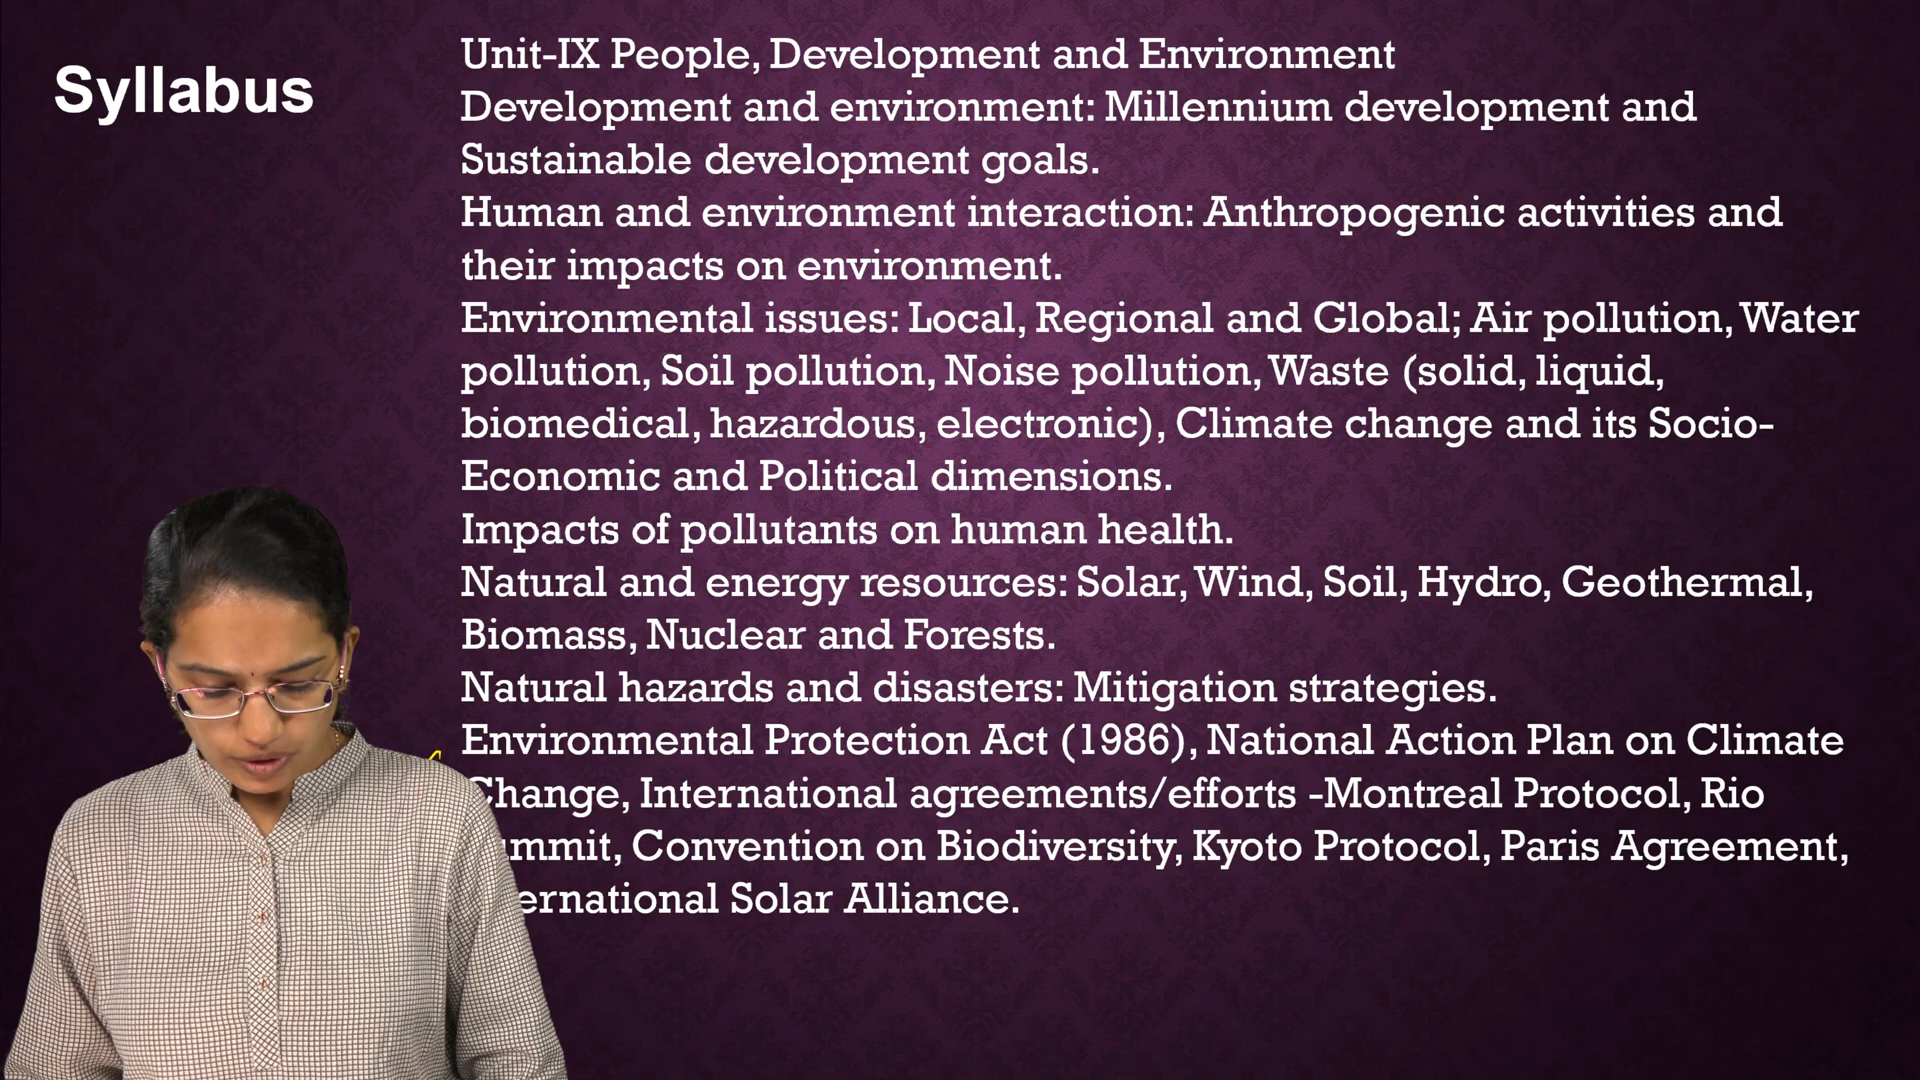 Syllabus
Unit-IX People, Development and Environment
Development and environment: Millennium development and
Sustainable development goals.
Human and environment interaction: Anthropogenic activities and
their impacts on environment.
Environmental issues: Local, Regional and Global; Air pollution, Water
pollution, Soil pollution, Noise pollution, Waste (solid, liquid,
biomedical, hazardous, electronic), Climate change and its Socio-
Economic and Political dimensions.
Impacts of pollutants on human health.
Natural and energy resources: Solar, Wind, Soil, Hydro, Geothermal,
Biomass, Nuclear and Forests.
Natural hazards and disasters: Mitigation strategies.
Environmental Protection Act (1986), National Action Plan on Climate
Change, International agreements/efforts -Montreal Protocol, Rio
Convention on Biodiversity, Kyoto Protocol, Paris Agreement,
Solar Alliance.